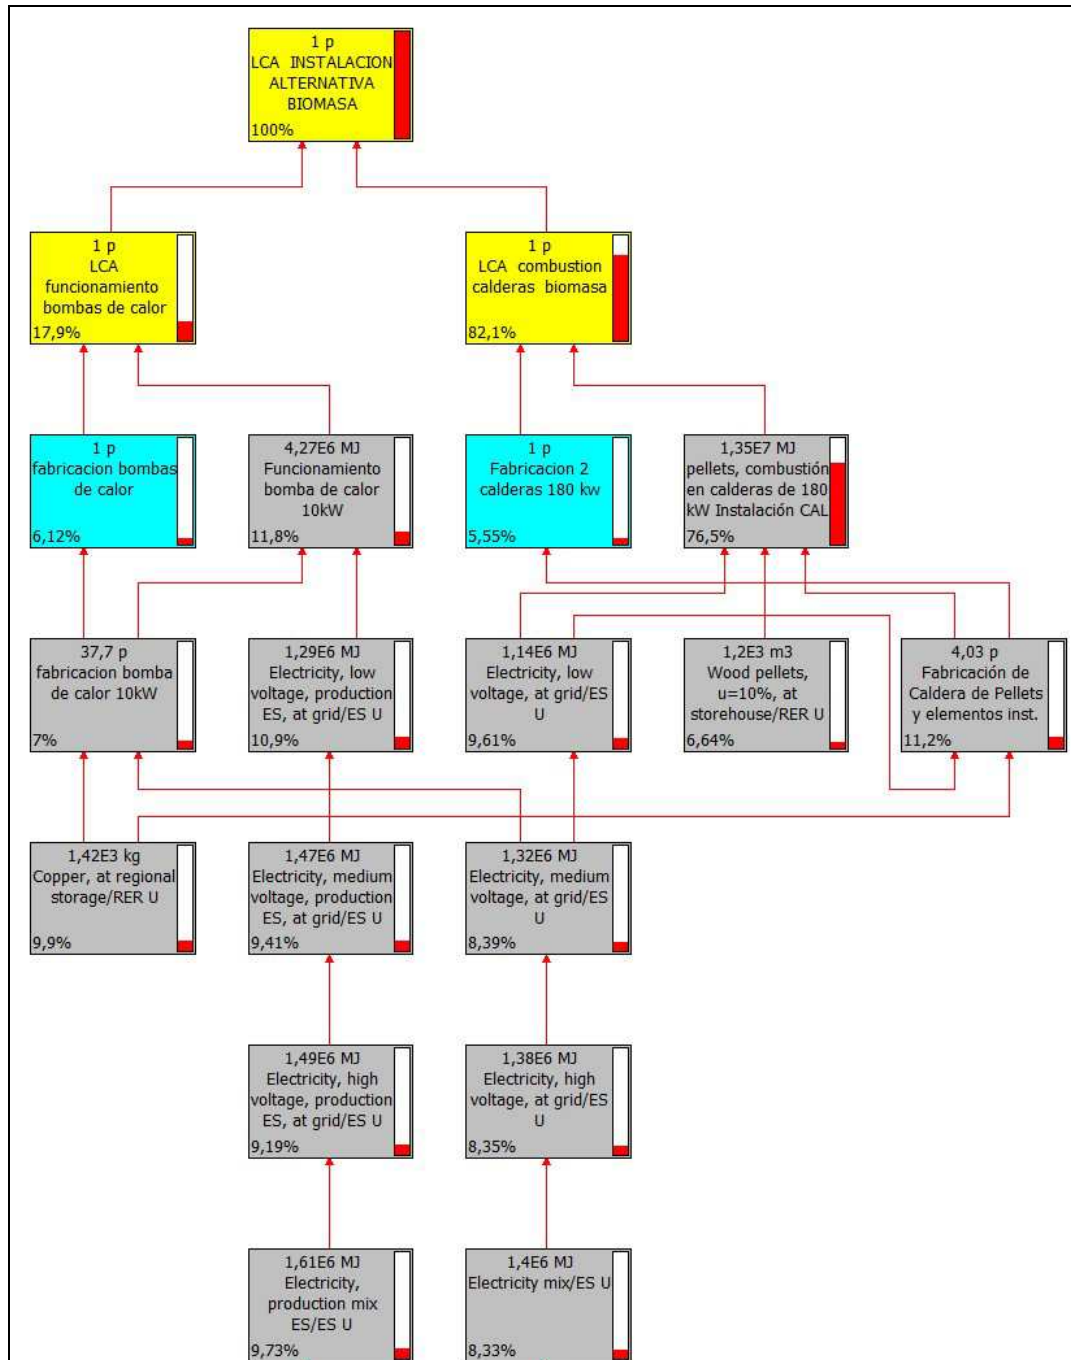 1 p
LCA INSTALACION
ALTERNATIVA
BIOMASA
100%
1 p
LCA
funcionamiento
bombas de calor
17,9%
1 p
LCA combustion
calderas biomasa
82,1%
1 p
fabricacion bombas
de calor
6,12%
4,27E6 MJ
Funcionamiento
bomba de calor
10kW
11,8%
1 p
Fabricacion 2
calderas 180 kw
5,55%
1,35E7 MJ
pellets, combustión
en calderas de 180
kW Instalación CAL
76,5%
37,7 p
fabricacion bomba
de calor 10kW
7%
1,29E6 MJ
Electricity, low
voltage, production
ES, at grid/ES U
10,9%
1,14E6 MJ
Electricity, low
voltage, at grid/ES
U
9,61%
1,2E3 m3
Wood pellets,
u=10%, at
storehouse/RER U
6,64%
4,03 p
Fabricación de
Caldera de Pellets
y elementos inst.
11,2%
1,42E3 kg
Copper, at regional
storage/RER U
9,9%
1,47E6 MJ
Electricity, medium
voltage, production
ES, at grid/ES U
9,41%
1,32E6 MJ
Electricity, medium
voltage, at grid/ES
U
8,39%
1,49E6 MJ
Electricity, high
voltage, production
ES, at grid/ES U
9,19%
1,38E6 MJ
Electricity, high
voltage, at grid/ES
U
8,35%
1,61E6 MJ
Electricity,
production mix
ES/ES U
9,73%
1,4E6 MJ
Electricity mix/ES U
8,33%